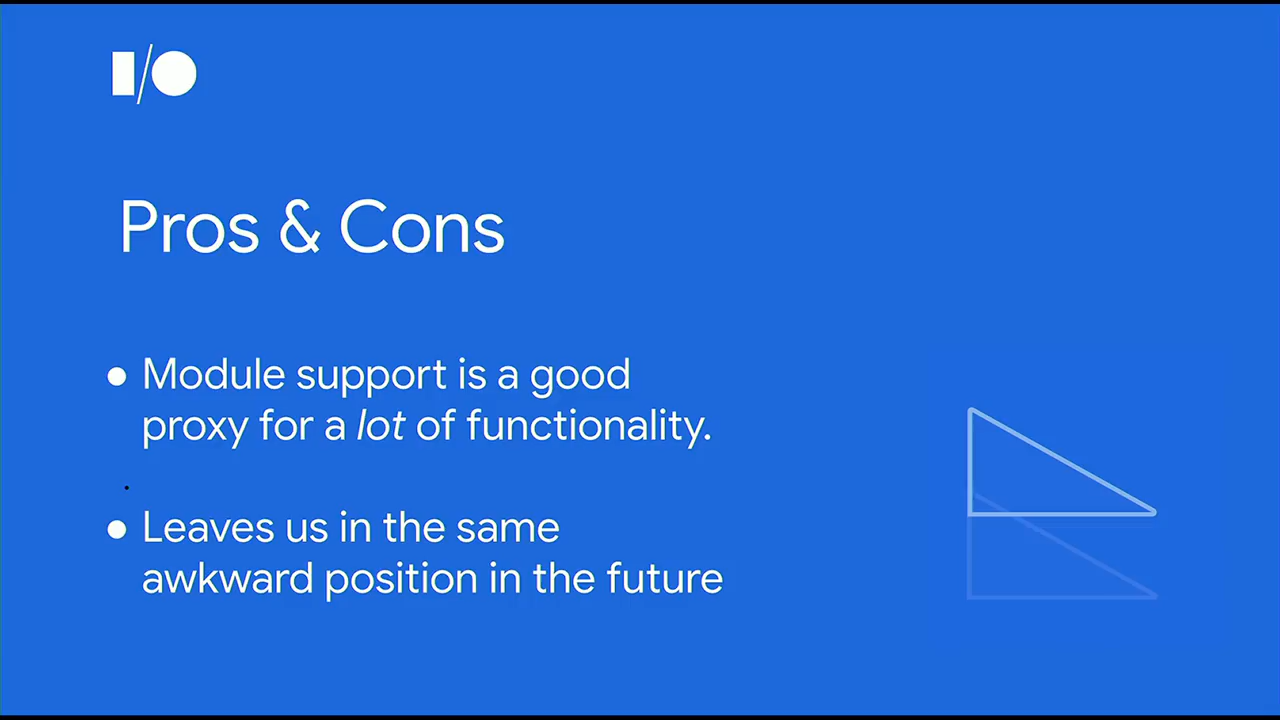 I/O
Pros & Cons
● Module support is a good
proxy for a lot of functionality.
● Leaves us in the same
awkward position in the future